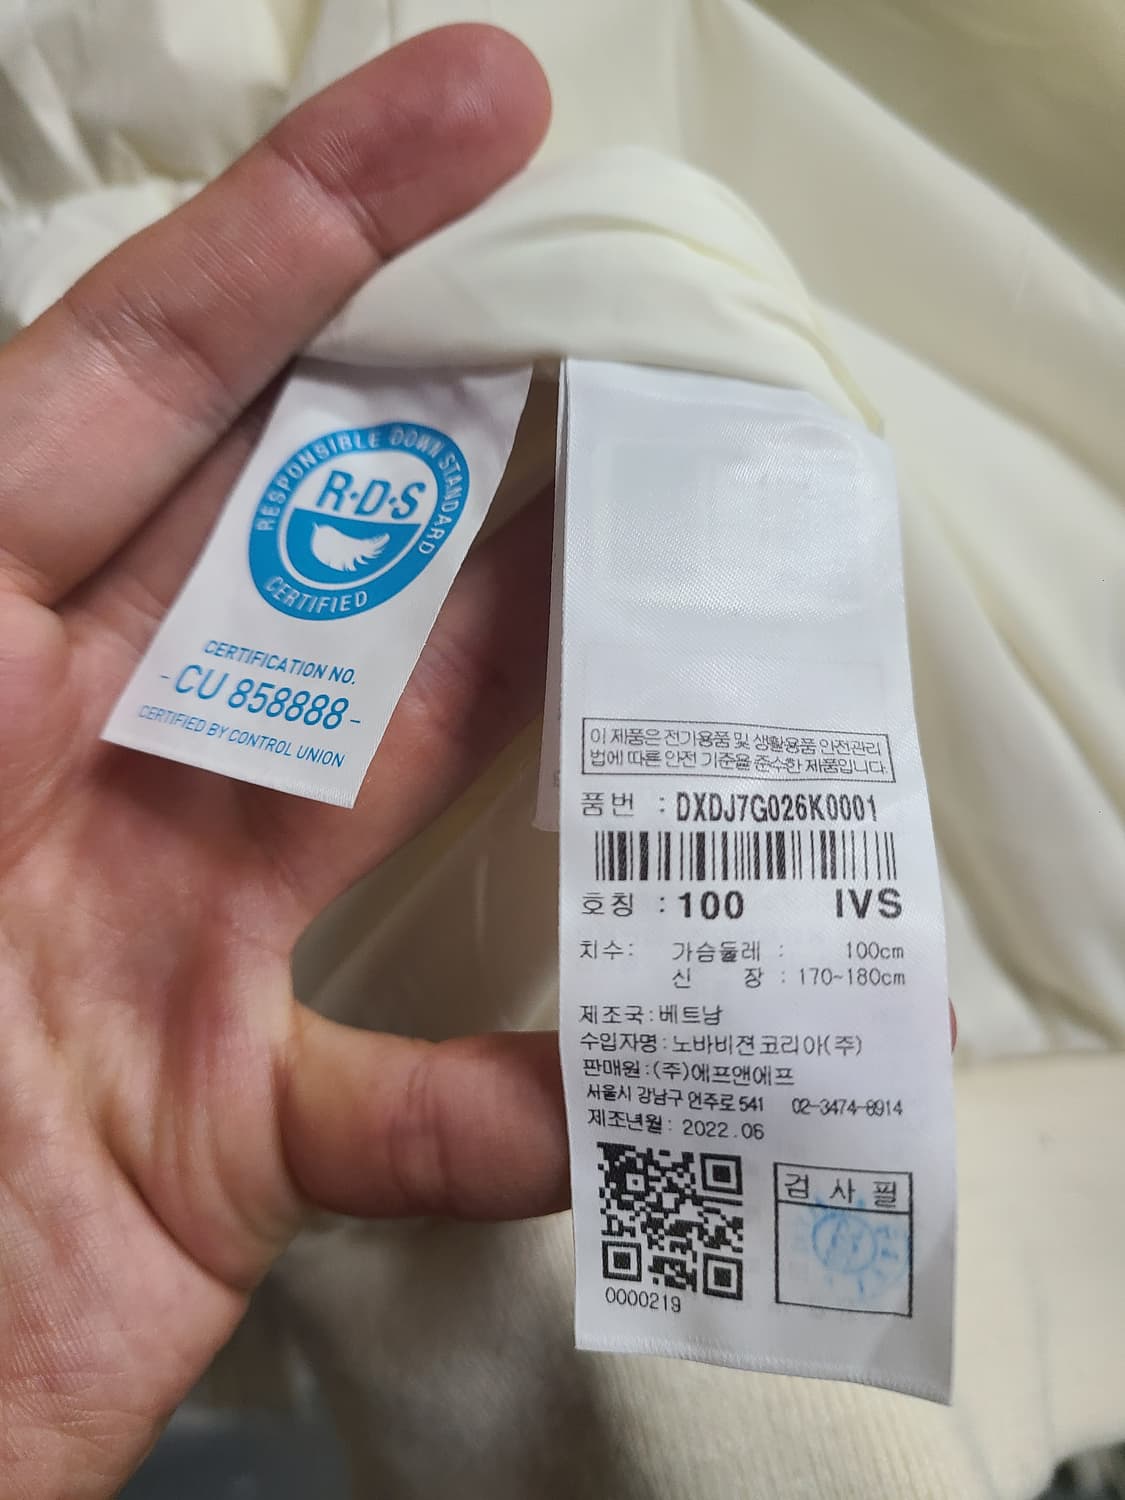 RESPONSIBLE DOWN STANDARD
R·D·S
CERTIFIED
CERTIFICATION NO.
-CU 858888-
CERTIFIED BY CONTROL UNION
이 제품은 전기용품 및 생활용품 안전관리
법에 따른 안전 기준을 준수한 제품입니다.
품번 : DXDJ7G026K0001
호칭 : 100 IVS
치수: 가슴둘레 : 100cm
신 장 : 170~180cm
제조국:베트남
수입자명:노바비젼코리아(주)
판매원:(주)에프앤에프
서울시 강남구 언주로 541 02-3474-8914
제조년월: 2022.06
검 사 필
0000219